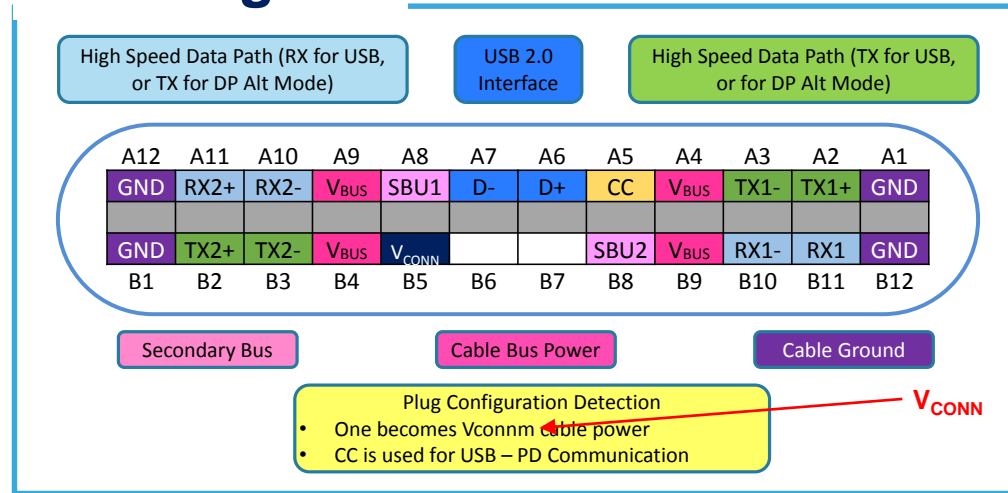 High Speed Data Path (RX for USB,
or TX for DP Alt Mode)
USB 2.0
Interface
High Speed Data Path (TX for USB,
or for DP Alt Mode)
A12 A11 A10 A9 A8 A7 A6 A5 A4 A3 A2 A1
GND RX2+ RX2- VBUS SBU1 D- D+ CC VBUS TX1- TX1+ GND
GND TX2+ TX2- VBUS VCONN SBU2 VBUS RX1- RX1 GND
B1 B2 B3 B4 B5 B6 B7 B8 B9 B10 B11 B12
Secondary Bus
Cable Bus Power
Cable Ground
Plug Configuration Detection
• One becomes Vconnm cable power
• CC is used for USB – PD Communication
VCONN